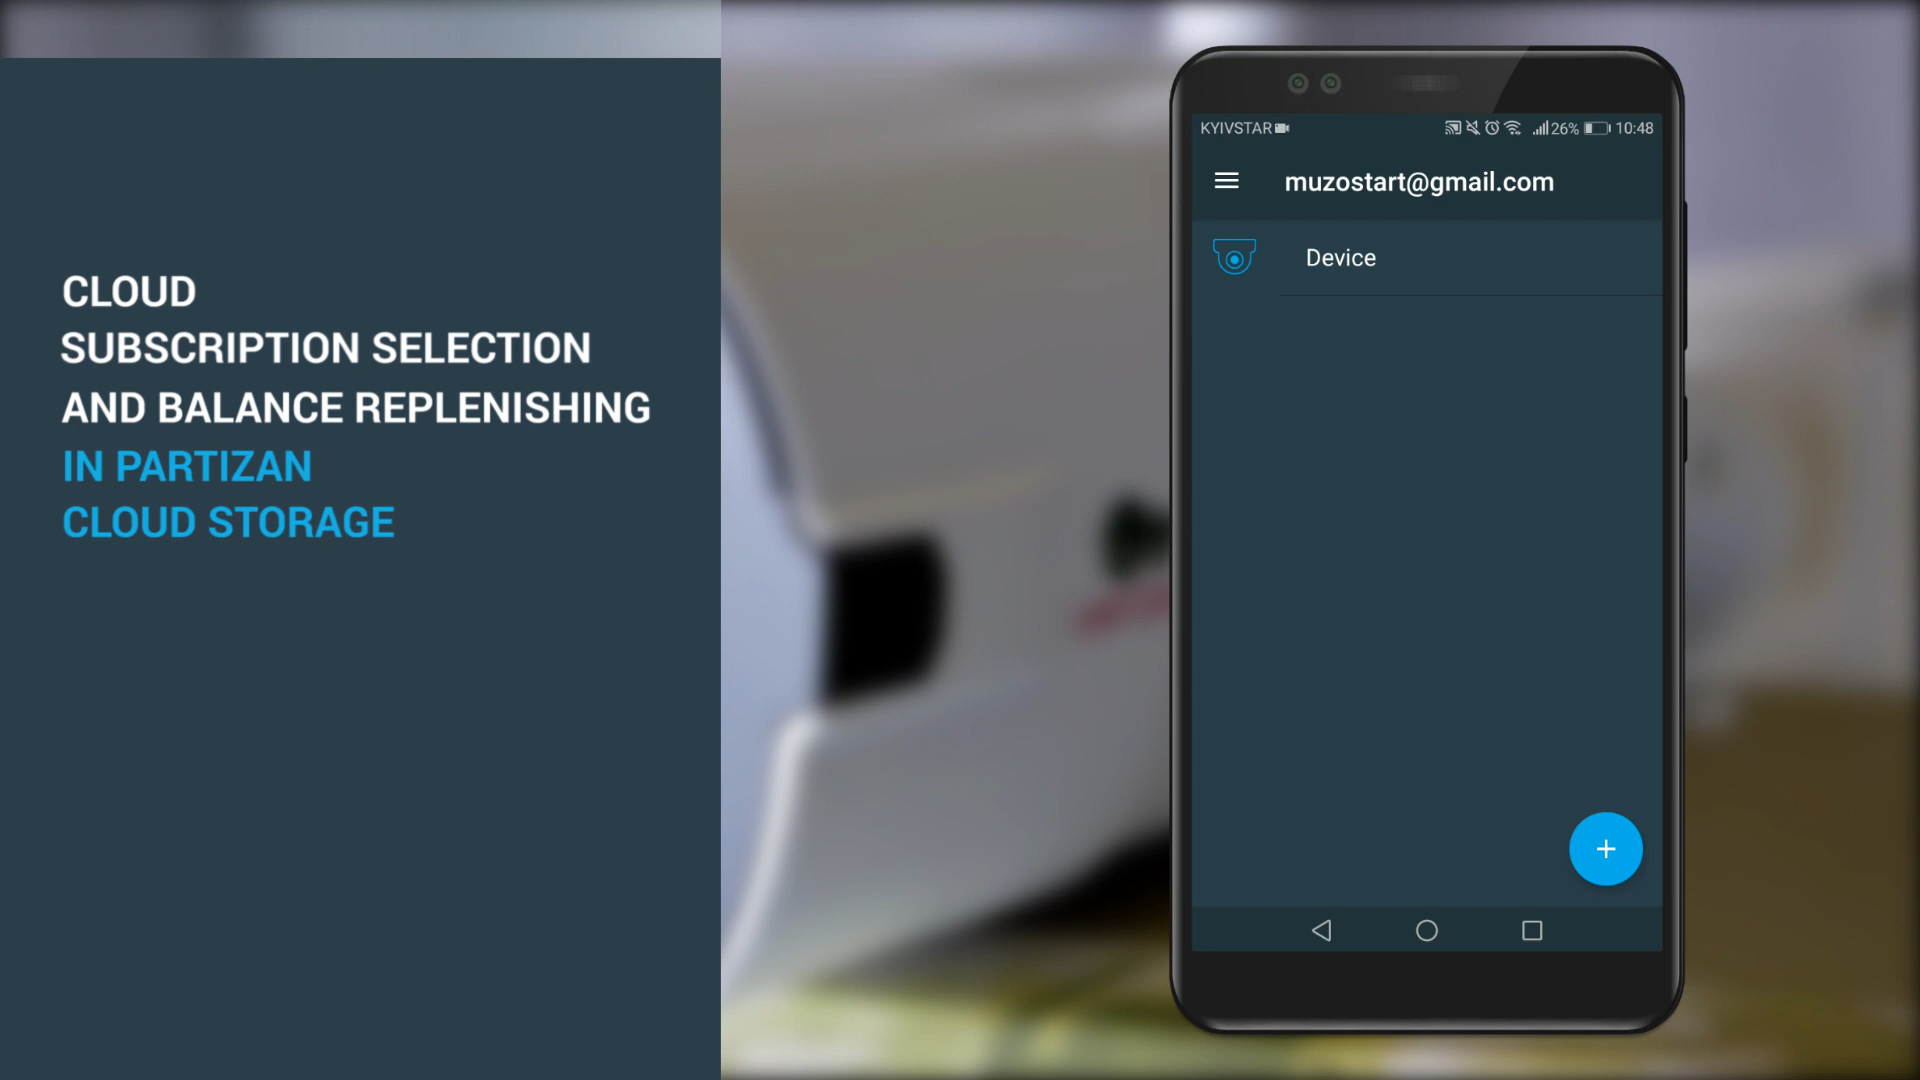 CLOUD
SUBSCRIPTION SELECTION
AND BALANCE REPLENISHING
IN PARTIZAN
CLOUD STORAGE
KYIVSTAR 26% 10:48
muzostart@gmail.com
Device